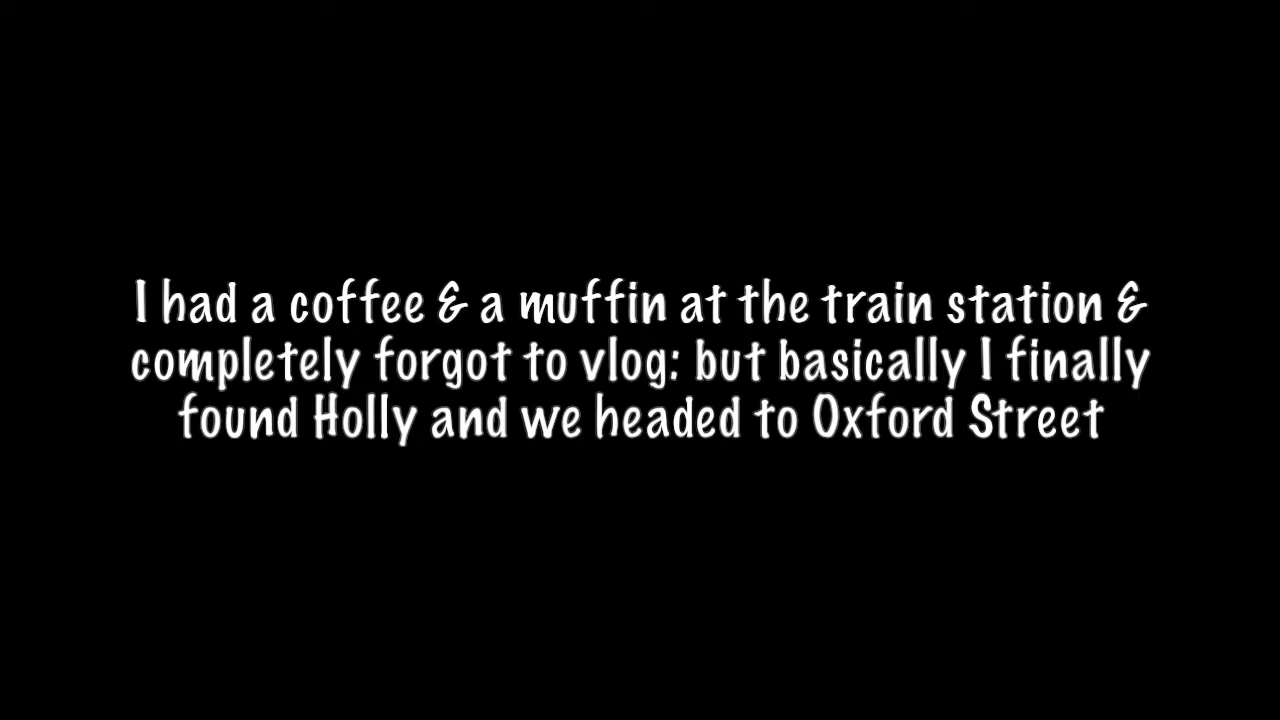 I had a coffee & a muffin at the train station &
completely forgot to vlog: but basically I finally
found Holly and we headed to Oxford Street